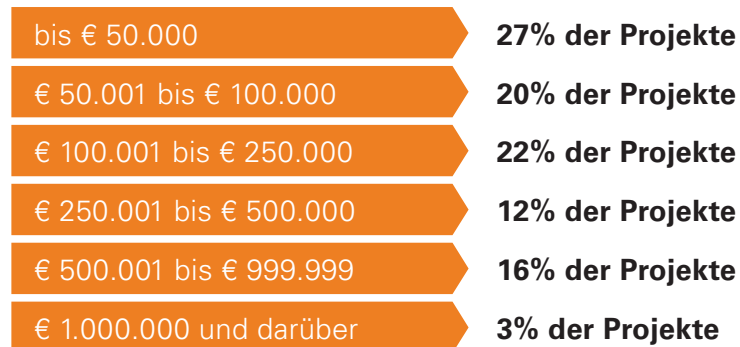 bis € 50.000 27% der Projekte
€ 50.001 bis € 100.000 20% der Projekte
€ 100.001 bis € 250.000 22% der Projekte
€ 250.001 bis € 500.000 12% der Projekte
€ 500.001 bis € 999.999 16% der Projekte
€ 1.000.000 und darüber 3% der Projekte